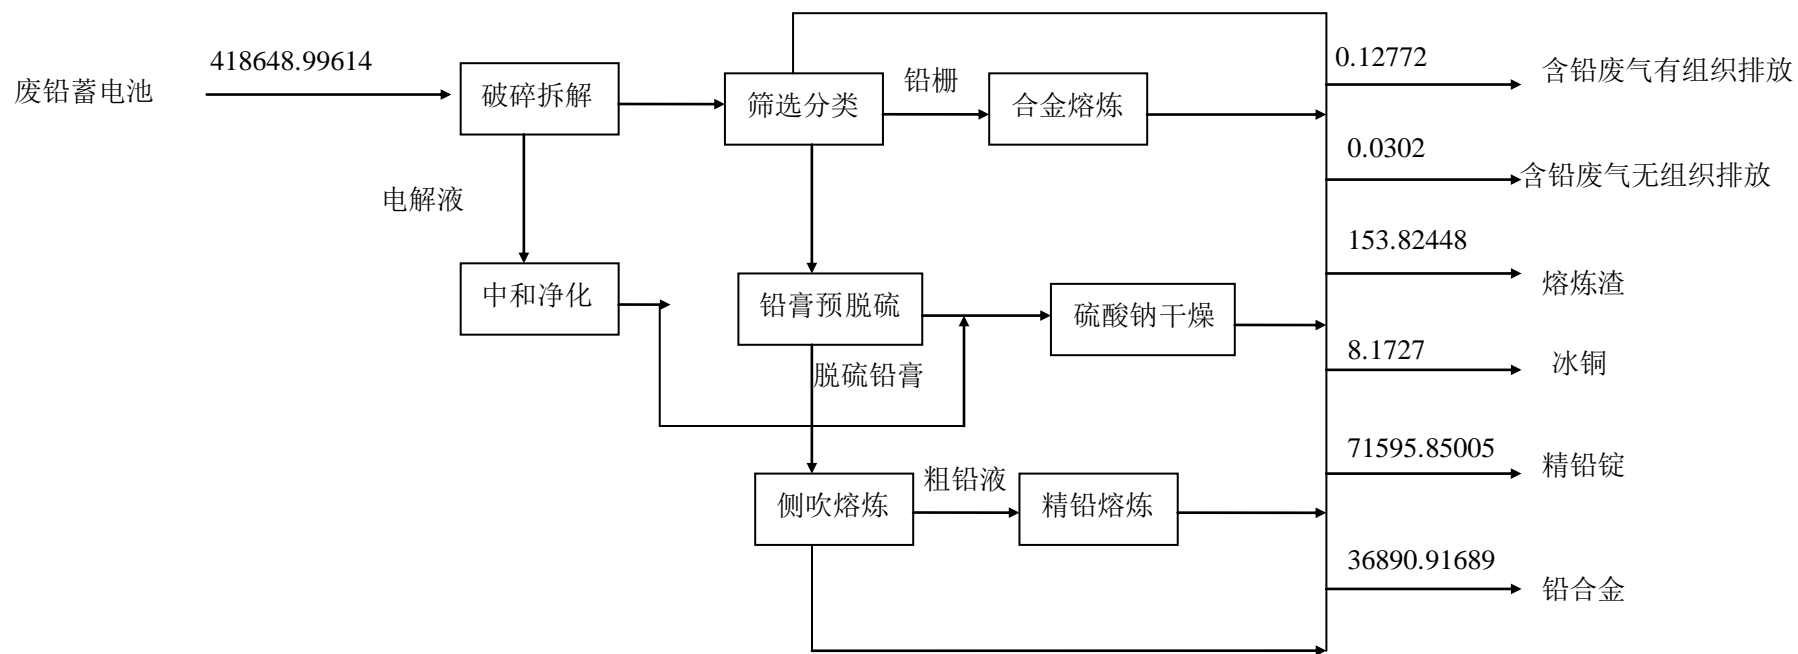 418648.99614
废铅蓄电池
破碎拆解
筛选分类
铅栅
合金熔炼
0.12772
含铅废气有组织排放
0.0302
含铅废气无组织排放
电解液
153.82448
熔炼渣
中和净化
铅膏预脱硫
硫酸钠干燥
8.1727
冰铜
脱硫铅膏
71595.85005
精铅锭
侧吹熔炼
粗铅液
精铅熔炼
36890.91689
铅合金